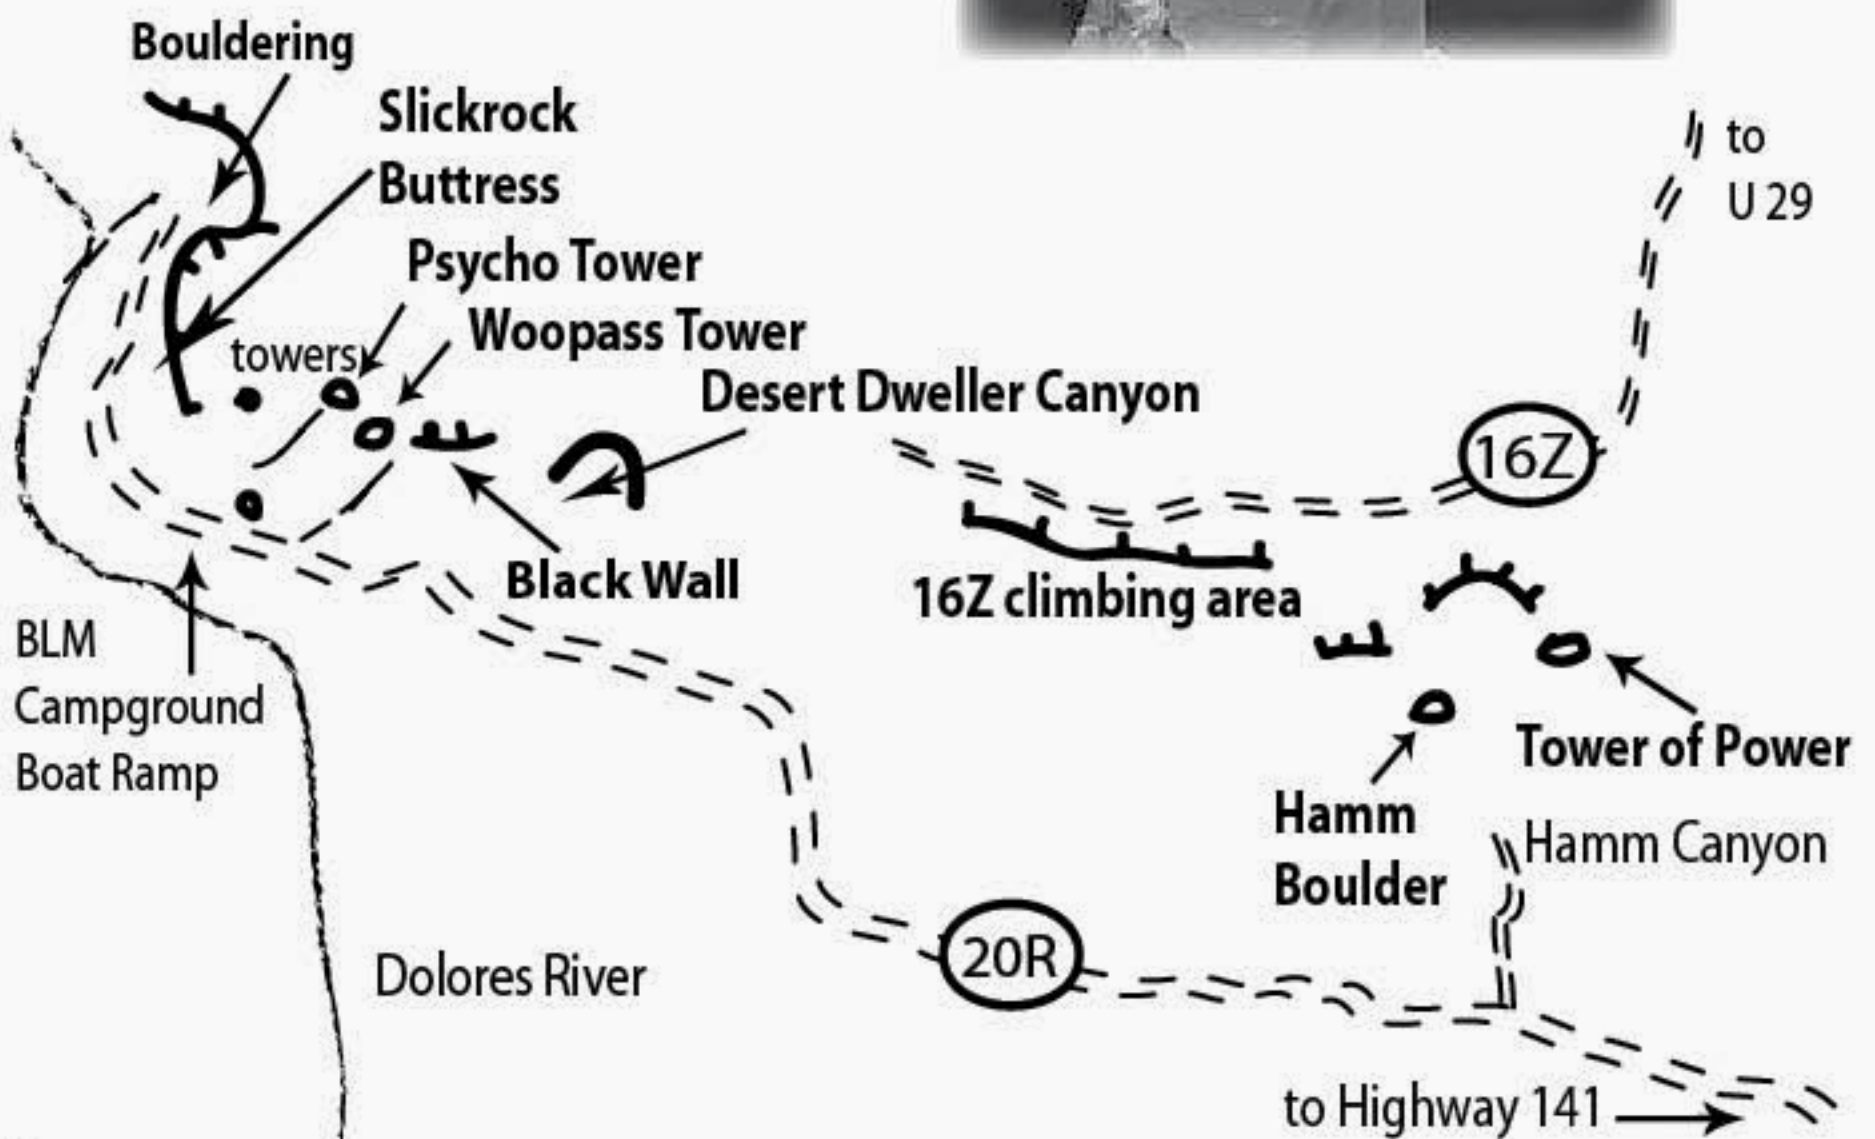 Bouldering
Slickrock
Buttress
to
U 29
Psycho Tower
Woopass Tower
towers
Desert Dweller Canyon
16Z
Black Wall
16Z climbing area
BLM
Campground
Boat Ramp
Tower of Power
Hamm
Boulder
Hamm Canyon
20R
Dolores River
to Highway 141